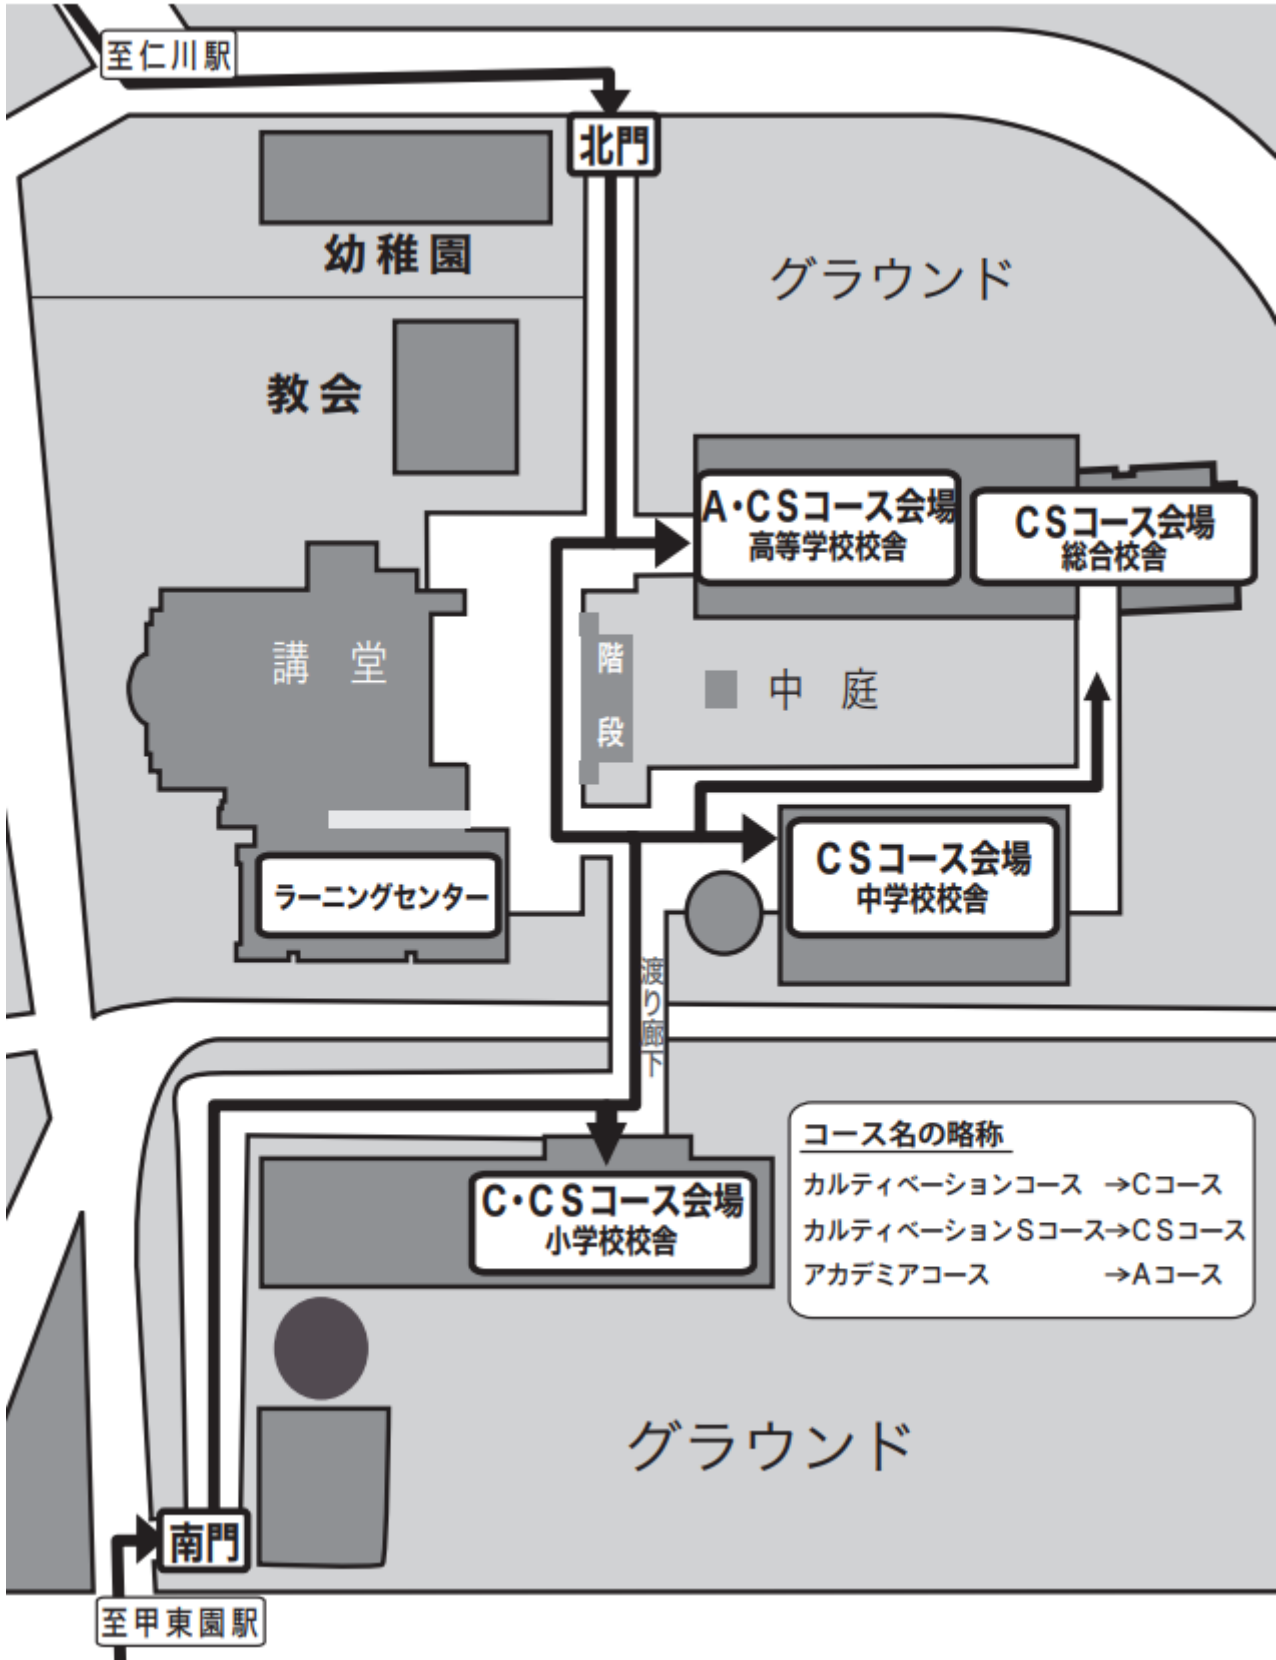 至仁川駅
北門
幼稚園
グラウンド
教会
A・CSコース会場
高等学校校舎
CSコース会場
総合校舎
講堂
階段
中庭
CSコース会場
中学校校舎
ラーニングセンター
渡り廊下
コース名の略称
カルティベーションコース →Cコース
カルティベーションSコース→CSコース
アカデミアコース →Aコース
C・CSコース会場
小学校校舎
グラウンド
南門
至甲東園駅